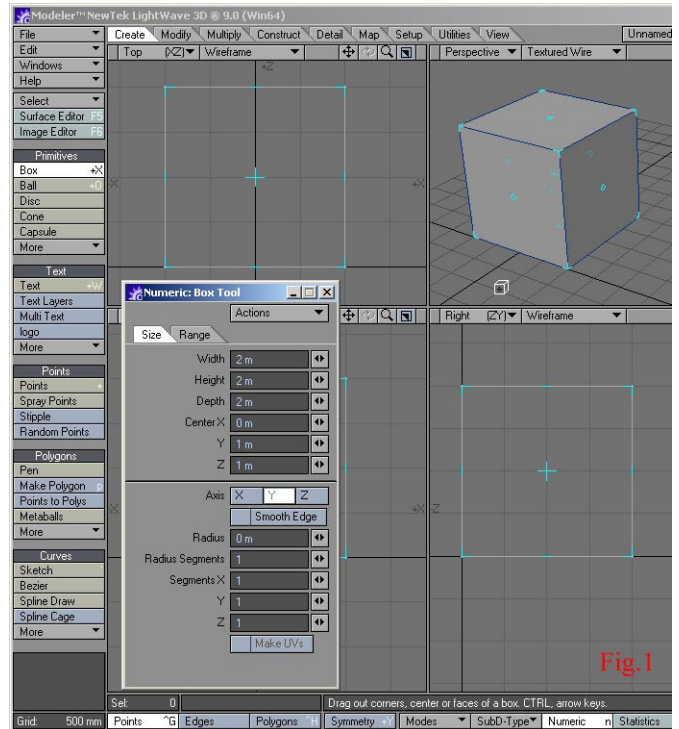 Modeler™ NewTek LightWave 3D ® 9.0 (Win64)
File Create Modify Multiply Construct Detail Map Setup Utilities View Unnamed
Edit Top (XZ) Wireframe Perspective Textured Wire
Windows
Help
Select
Surface Editor F5
Image Editor F6
Primitives
Box +X
Ball +O
Disc
Cone
Capsule
More
Text
Text +W
Text Layers
Multi Text
logo
More
Points
Points +
Spray Points
Stipple
Random Points
Polygons
Pen
Make Polygon p
Points to Polys
Metaballs
More
Curves
Sketch
Bezier
Spline Draw
Spline Cage
More
+Z
-X +X
Numeric: Box Tool
Actions
Size Range
Width 2 m
Height 2 m
Depth 2 m
Center X 0 m
Y 1 m
Z 1 m
Axis X Y Z
Smooth Edge
Radius 0 m
Radius Segments 1
Segments X 1
Y 1
Z 1
Make UVs
Right (ZY) Wireframe
-X +X -Z
Fig.1
Sel: 0 Drag out corners, center or faces of a box. CTRL, arrow keys.
Grid: 500 mm Points ^G Edges Polygons ^H Symmetry +Y Modes SubD-Type Numeric n Statistics